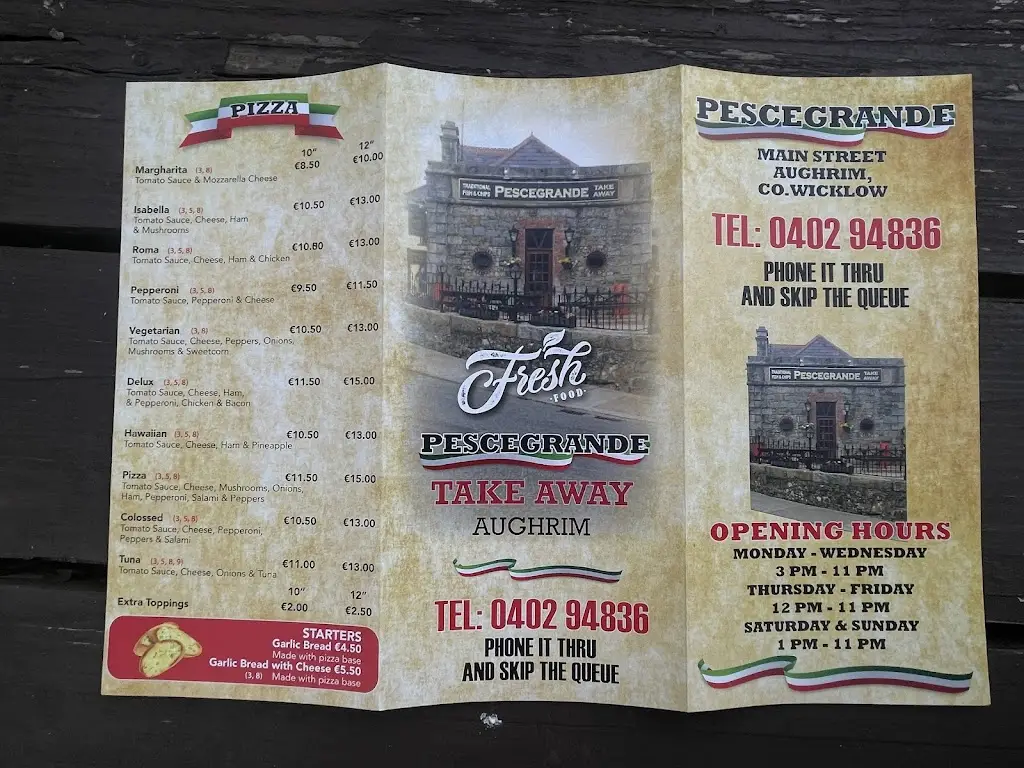 PIZZA
10" 12"
Margharita (3, 8) €8.50 €10.00
Tomato Sauce & Mozzarella Cheese
Isabella (3, 5, 8) €10.50 €13.00
Tomato Sauce, Cheese, Ham
& Mushrooms
Roma (3, 5, 8) €10.80 €13.00
Tomato Sauce, Cheese, Ham & Chicken
Pepperoni (3, 5, 8) €9.50 €11.50
Tomato Sauce, Pepperoni & Cheese
Vegetarian (3, 8) €10.50 €13.00
Tomato Sauce, Cheese, Peppers, Onions,
Mushrooms & Sweetcorn
Delux (3, 5, 8) €11.50 €15.00
Tomato Sauce, Cheese, Ham,
& Pepperoni, Chicken & Bacon
Hawaiian (3, 5, 8) €10.50 €13.00
Tomato Sauce, Cheese, Ham & Pineapple
Pizza (3, 5, 8) €11.50 €15.00
Tomato Sauce, Cheese, Mushrooms, Onions,
Ham, Pepperoni, Salami & Peppers
Colossed (3, 5, 8) €10.50 €13.00
Tomato Sauce, Cheese, Pepperoni,
Peppers & Salami
Tuna (3, 5, 8, 9) €11.00 €13.00
Tomato Sauce, Cheese, Onions & Tuna
10" 12"
Extra Toppings €2.00 €2.50
STARTERS
Garlic Bread €4.50
Made with pizza base
Garlic Bread with Cheese €5.50
(3, 8) Made with pizza base
TRADITIONAL FISH & CHIPS PESCEGRANDE TAKE AWAY
Fresh
FOOD
PESCEGRANDE
TAKE AWAY
AUGHRIM
TEL: 0402 94836
PHONE IT THRU
AND SKIP THE QUEUE
PESCEGRANDE
MAIN STREET
AUGHRIM,
CO.WICKLOW
TEL: 0402 94836
PHONE IT THRU
AND SKIP THE QUEUE
TRADITIONAL FISH & CHIPS PESCEGRANDE TAKE AWAY
OPENING HOURS
MONDAY - WEDNESDAY
3 PM - 11 PM
THURSDAY - FRIDAY
12 PM - 11 PM
SATURDAY & SUNDAY
1 PM - 11 PM